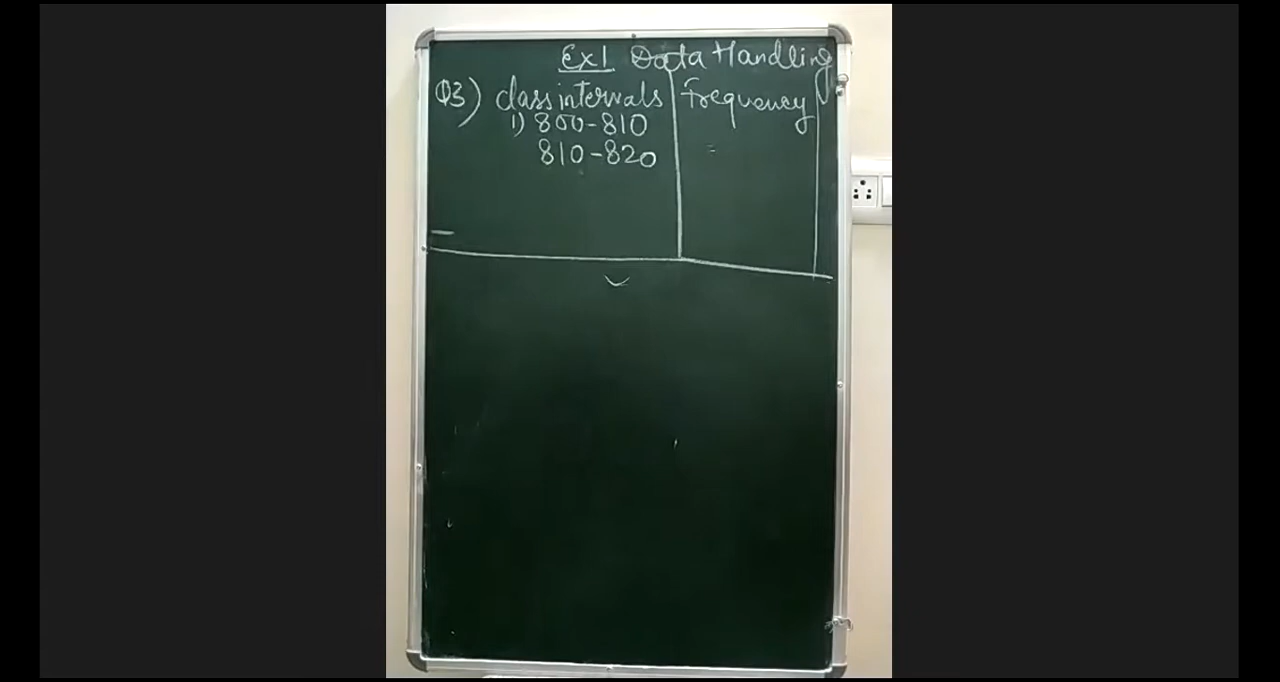 Ex1 Data Handling
Q3) class intervals frequency
1) 800-810
810-820